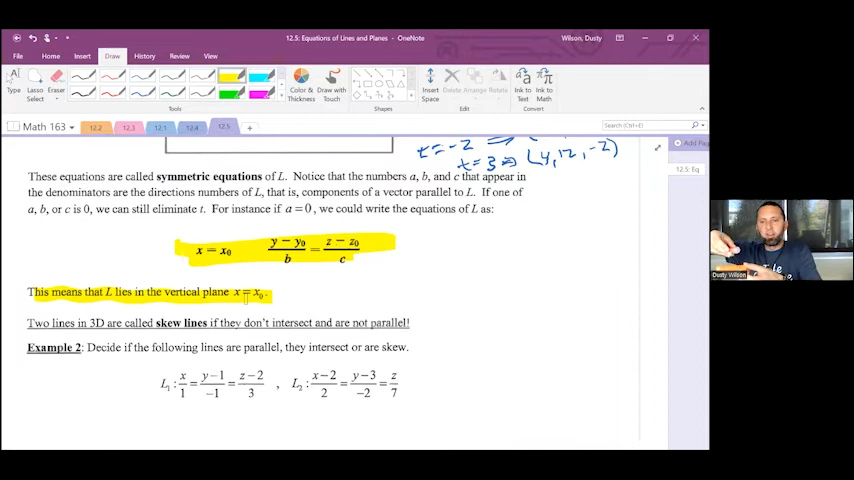 12.5: Equations of Lines and Planes - OneNote
Wilson, Dusty
File Home Insert Draw History Review View
Type
Lasso Select
Eraser
Color & Thickness
Draw with Touch
Insert Space
Delete
Arrange
Rotate
Ink to Text
Ink to Math
Tools
Shapes
Edit
Convert
Math 163
12.2 12.3 12.1 12.4 12.5 +
Search (Ctrl+E)
Add Pag
12.5: Eq
t=-2 ⇒ (
t=3 ⇒ (4, 12, -2)
These equations are called symmetric equations of L. Notice that the numbers a, b, and c that appear in
the denominators are the directions numbers of L, that is, components of a vector parallel to L. If one of
a, b, or c is 0, we can still eliminate t. For instance if a = 0, we could write the equations of L as:
x = x₀ (y − y₀)/b = (z − z₀)/c
This means that L lies in the vertical plane x = x₀.
Two lines in 3D are called skew lines if they don't intersect and are not parallel!
Example 2: Decide if the following lines are parallel, they intersect or are skew.
L₁ : x/1 = (y−1)/−1 = (z−2)/3 , L₂ : (x−2)/2 = (y−3)/−2 = z/7
Dusty Wilson